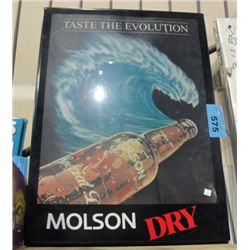 TASTE THE EVOLUTION
575
MOLSON DRY